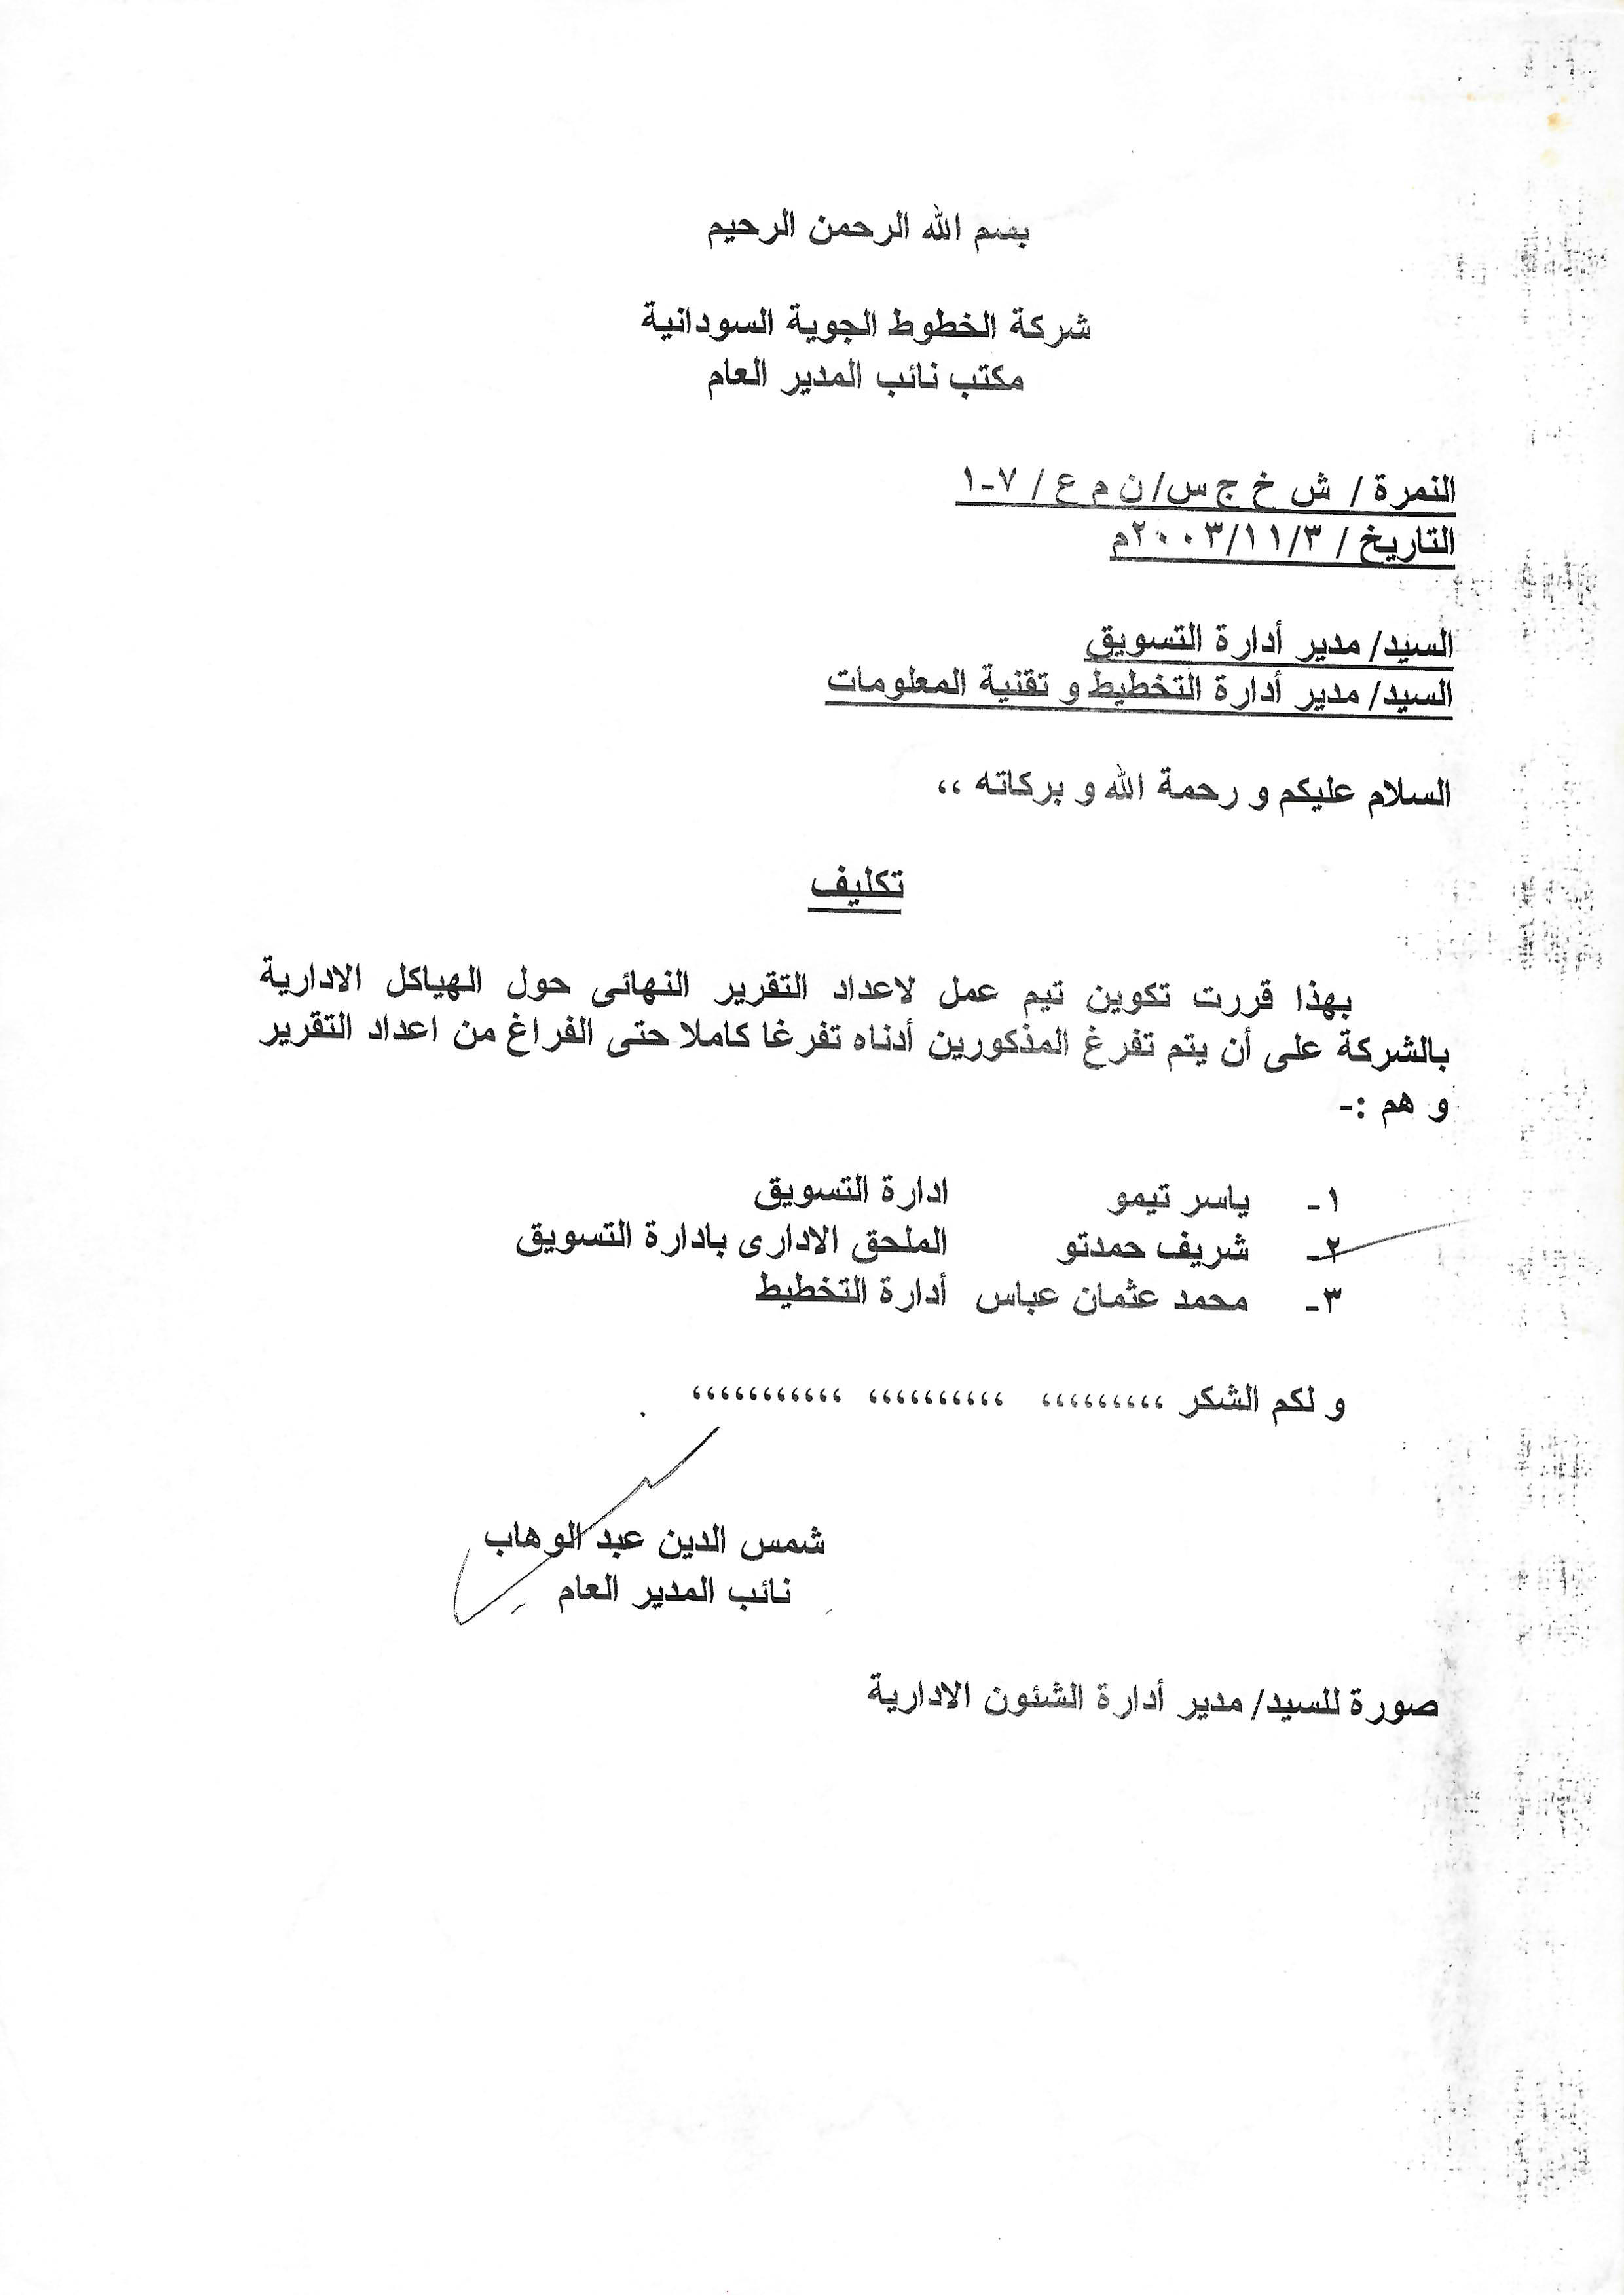 بسم الله الرحمن الرحيم
شركة الخطوط الجوية السودانية
مكتب نائب المدير العام
النمرة / ش خ ج س/ ن م ع / ٧-١
التاريخ / ٢٠٠٣/١١/٣م
السيد/ مدير أدارة التسويق
السيد/ مدير أدارة التخطيط و تقنية المعلومات
السلام عليكم و رحمة الله و بركاته ،،
تكليف
بهذا قررت تكوين تيم عمل لاعداد التقرير النهائى حول الهياكل الادارية
بالشركة على أن يتم تفرغ المذكورين أدناه تفرغا كاملا حتى الفراغ من اعداد التقرير
و هم :-
١- ياسر تيمو ادارة التسويق
٢- شريف حمدتو الملحق الادارى بادارة التسويق
٣- محمد عثمان عباس أدارة التخطيط
و لكم الشكر ،،،،،،،،، ،،،،،،،،،، ،،،،،،،،،،،
شمس الدين عبد الوهاب
نائب المدير العام
صورة للسيد/ مدير أدارة الشئون الادارية